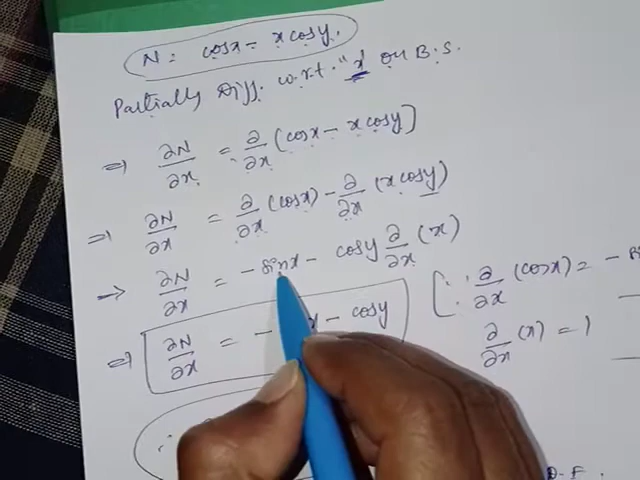 N = cosx - x cosy.
Partially Diff. w.r.t. "x" on B.S.
=) ∂N/∂x = ∂/∂x (cosx - x cosy]
=) ∂N/∂x = ∂/∂x (cosx) - ∂/∂x (x cosy)
→ ∂N/∂x = - sinx - cosy ∂/∂x (x)
[∵ ∂/∂x (cosx) = -
∂/∂x (x) = 1
=) ∂N/∂x = - x - cosy
D.F.